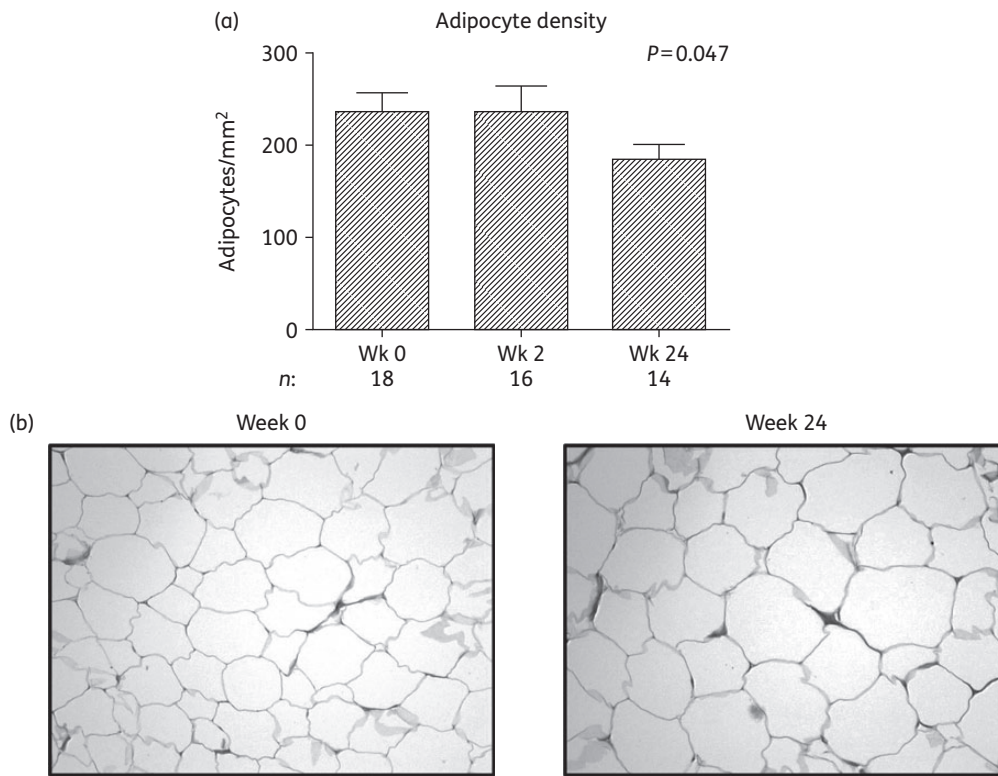 (a) Adipocyte density
P=0.047
300
200
100
0
Adipocytes/mm²
Wk 0 Wk 2 Wk 24
n: 18 16 14
(b) Week 0 Week 24